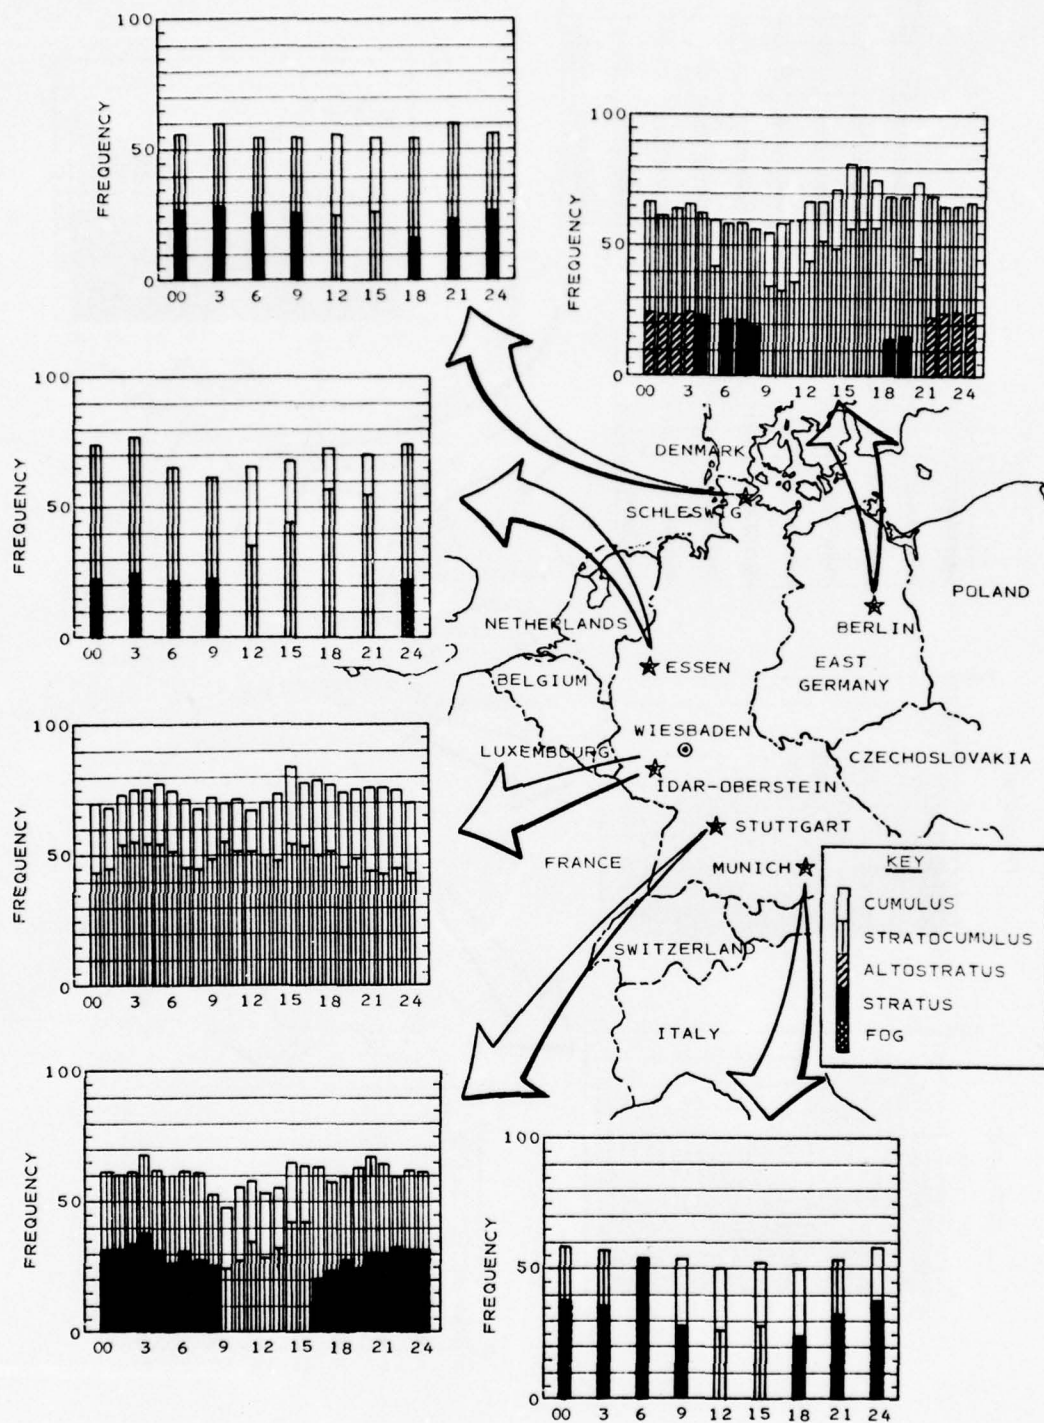 100
50
0
FREQUENCY
00 3 6 9 12 15 18 21 24
100
50
0
FREQUENCY
00 3 6 9 12 15 18 21 24
100
50
0
FREQUENCY
00 3 6 9 12 15 18 21 24
100
50
0
FREQUENCY
00 3 6 9 12 15 18 21 24
100
50
0
FREQUENCY
00 3 6 9 12 15 18 21 24
100
50
0
FREQUENCY
00 3 6 9 12 15 18 21 24
DENMARK
SCHLESWIG
POLAND
NETHERLANDS
BERLIN
ESSEN
EAST
GERMANY
BELGIUM
WIESBADEN
LUXEMBOURG
CZECHOSLOVAKIA
IDAR-OBERSTEIN
STUTTGART
FRANCE
MUNICH
SWITZERLAND
ITALY
KEY
CUMULUS
STRATOCUMULUS
ALTOSTRATUS
STRATUS
FOG